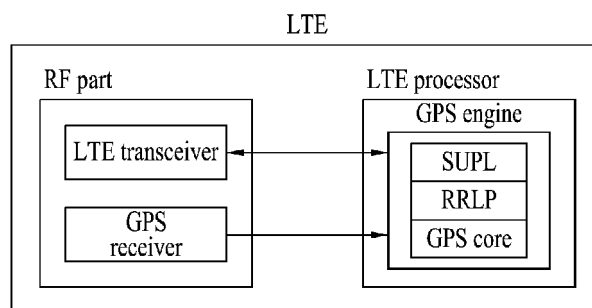 LTE
RF part
LTE transceiver
GPS
receiver
LTE processor
GPS engine
SUPL
RRLP
GPS core